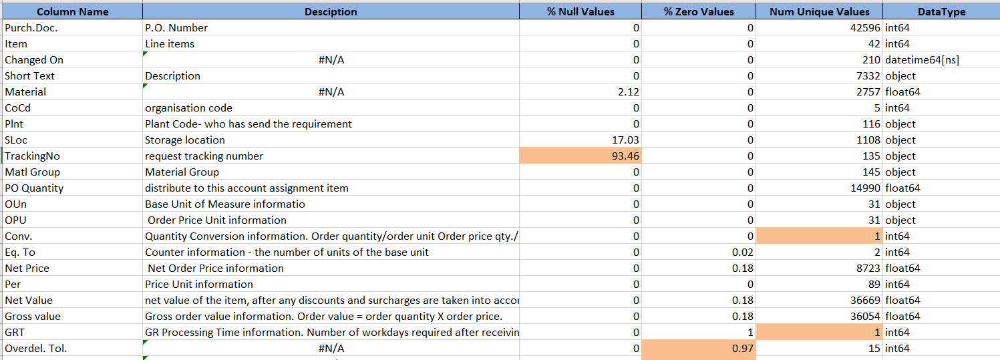 Column Name Desciption % Null Values % Zero Values Num Unique Values DataType
Purch.Doc. P.O. Number 0 0 42596 int64
Item Line items 0 0 42 int64
Changed On #N/A 0 0 210 datetime64[ns]
Short Text Description 0 0 7332 object
Material #N/A 2.12 0 2757 float64
CoCd organisation code 0 0 5 int64
Plnt Plant Code- who has send the requirement 0 0 116 object
SLoc Storage location 17.03 0 1108 object
TrackingNo request tracking number 93.46 0 135 object
Matl Group Material Group 0 0 145 object
PO Quantity distribute to this account assignment item 0 0 14990 float64
OUn Base Unit of Measure informatio 0 0 31 object
OPU Order Price Unit information 0 0 31 object
Conv. Quantity Conversion information. Order quantity/order unit Order price qty./ 0 0 1 int64
Eq. To Counter information - the number of units of the base unit 0 0.02 2 int64
Net Price Net Order Price information 0 0.18 8723 float64
Per Price Unit information 0 0 89 int64
Net Value net value of the item, after any discounts and surcharges are taken into accou 0 0.18 36669 float64
Gross value Gross order value information. Order value = order quantity X order price. 0 0.18 36054 float64
GRT GR Processing Time information. Number of workdays required after receivin 0 1 1 int64
Overdel. Tol. #N/A 0 0.97 15 int64